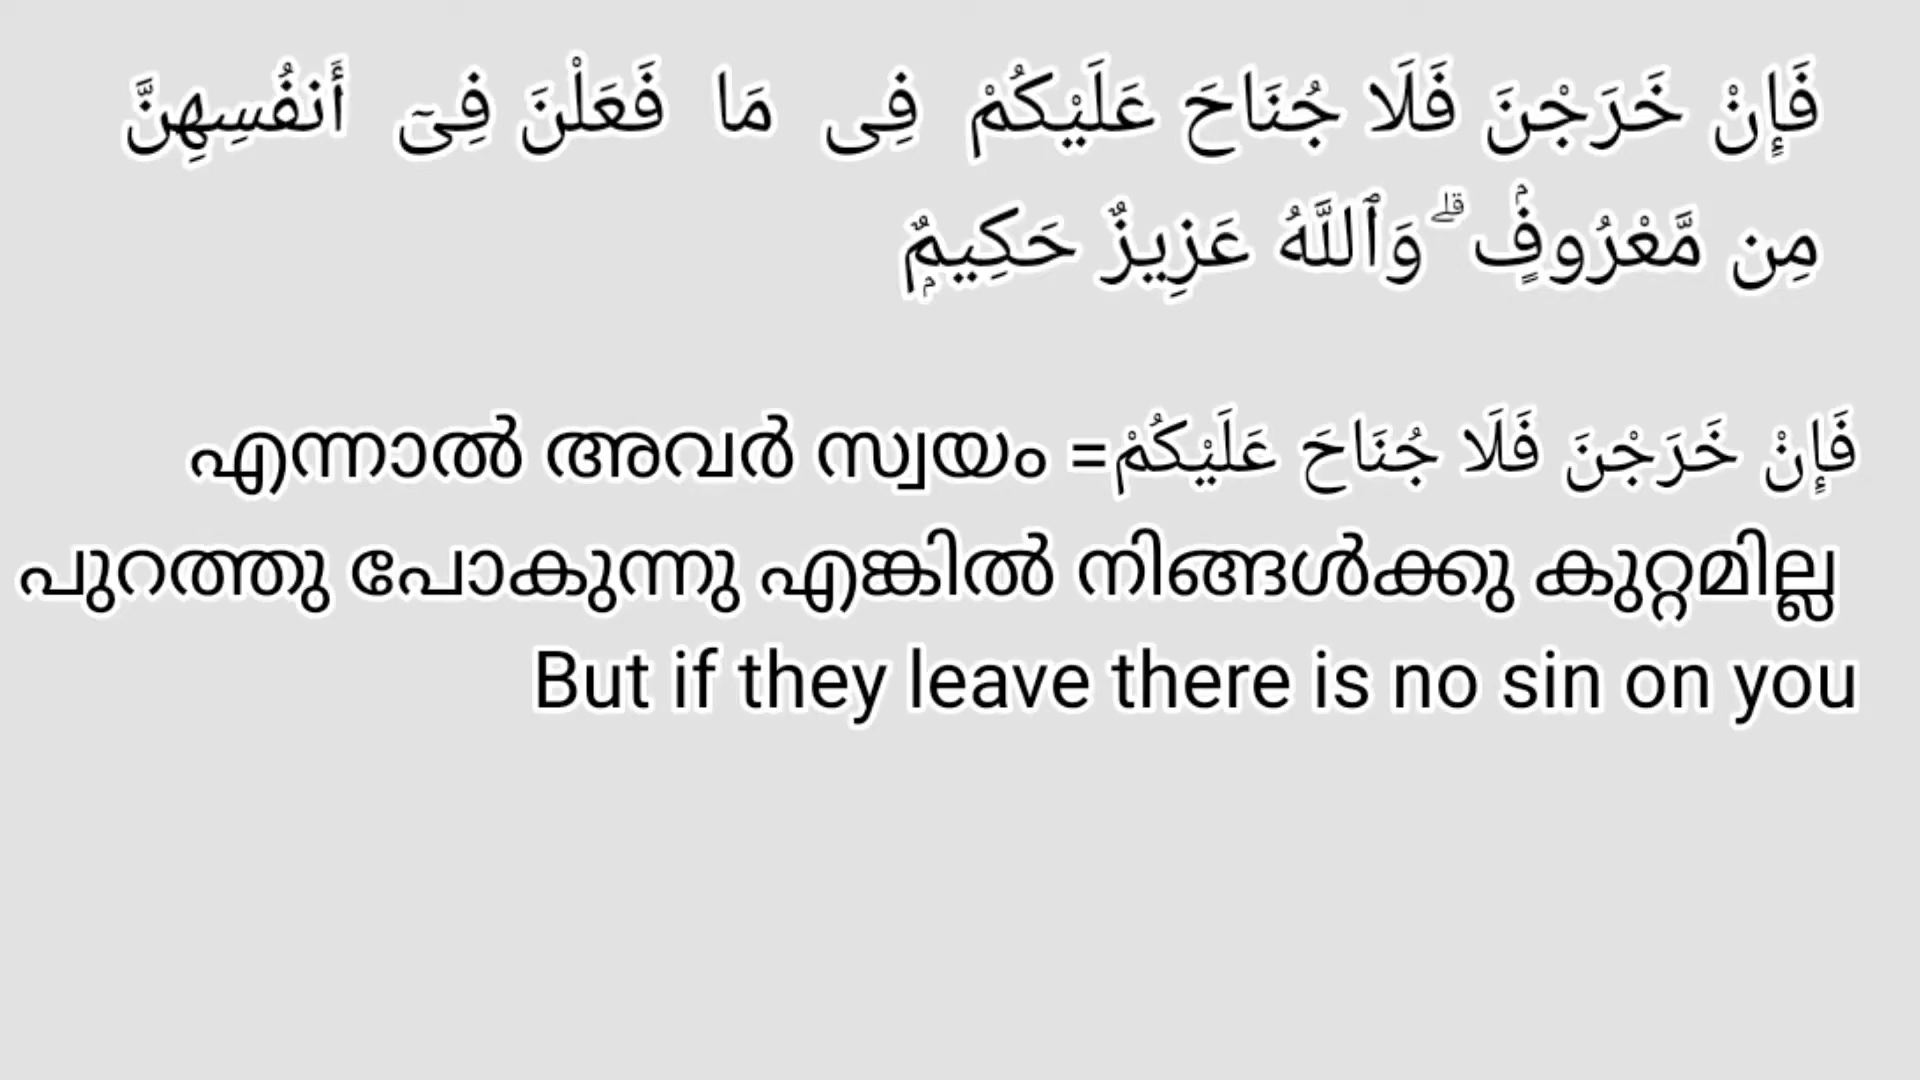 فَإِنْ خَرَجْنَ فَلَا جُنَاحَ عَلَيْكُمْ فِى مَا فَعَلْنَ فِىٓ أَنفُسِهِنَّ
مِن مَّعْرُوفٍۢ ۗ وَٱللَّهُ عَزِيزٌ حَكِيمٌۭ
فَإِنْ خَرَجْنَ فَلَا جُنَاحَ عَلَيْكُمْ= എന്നാൽ അവർ സ്വയം
പുറത്തു പോകുന്നു എങ്കിൽ നിങ്ങൾക്കു കുറ്റമില്ല
But if they leave there is no sin on you